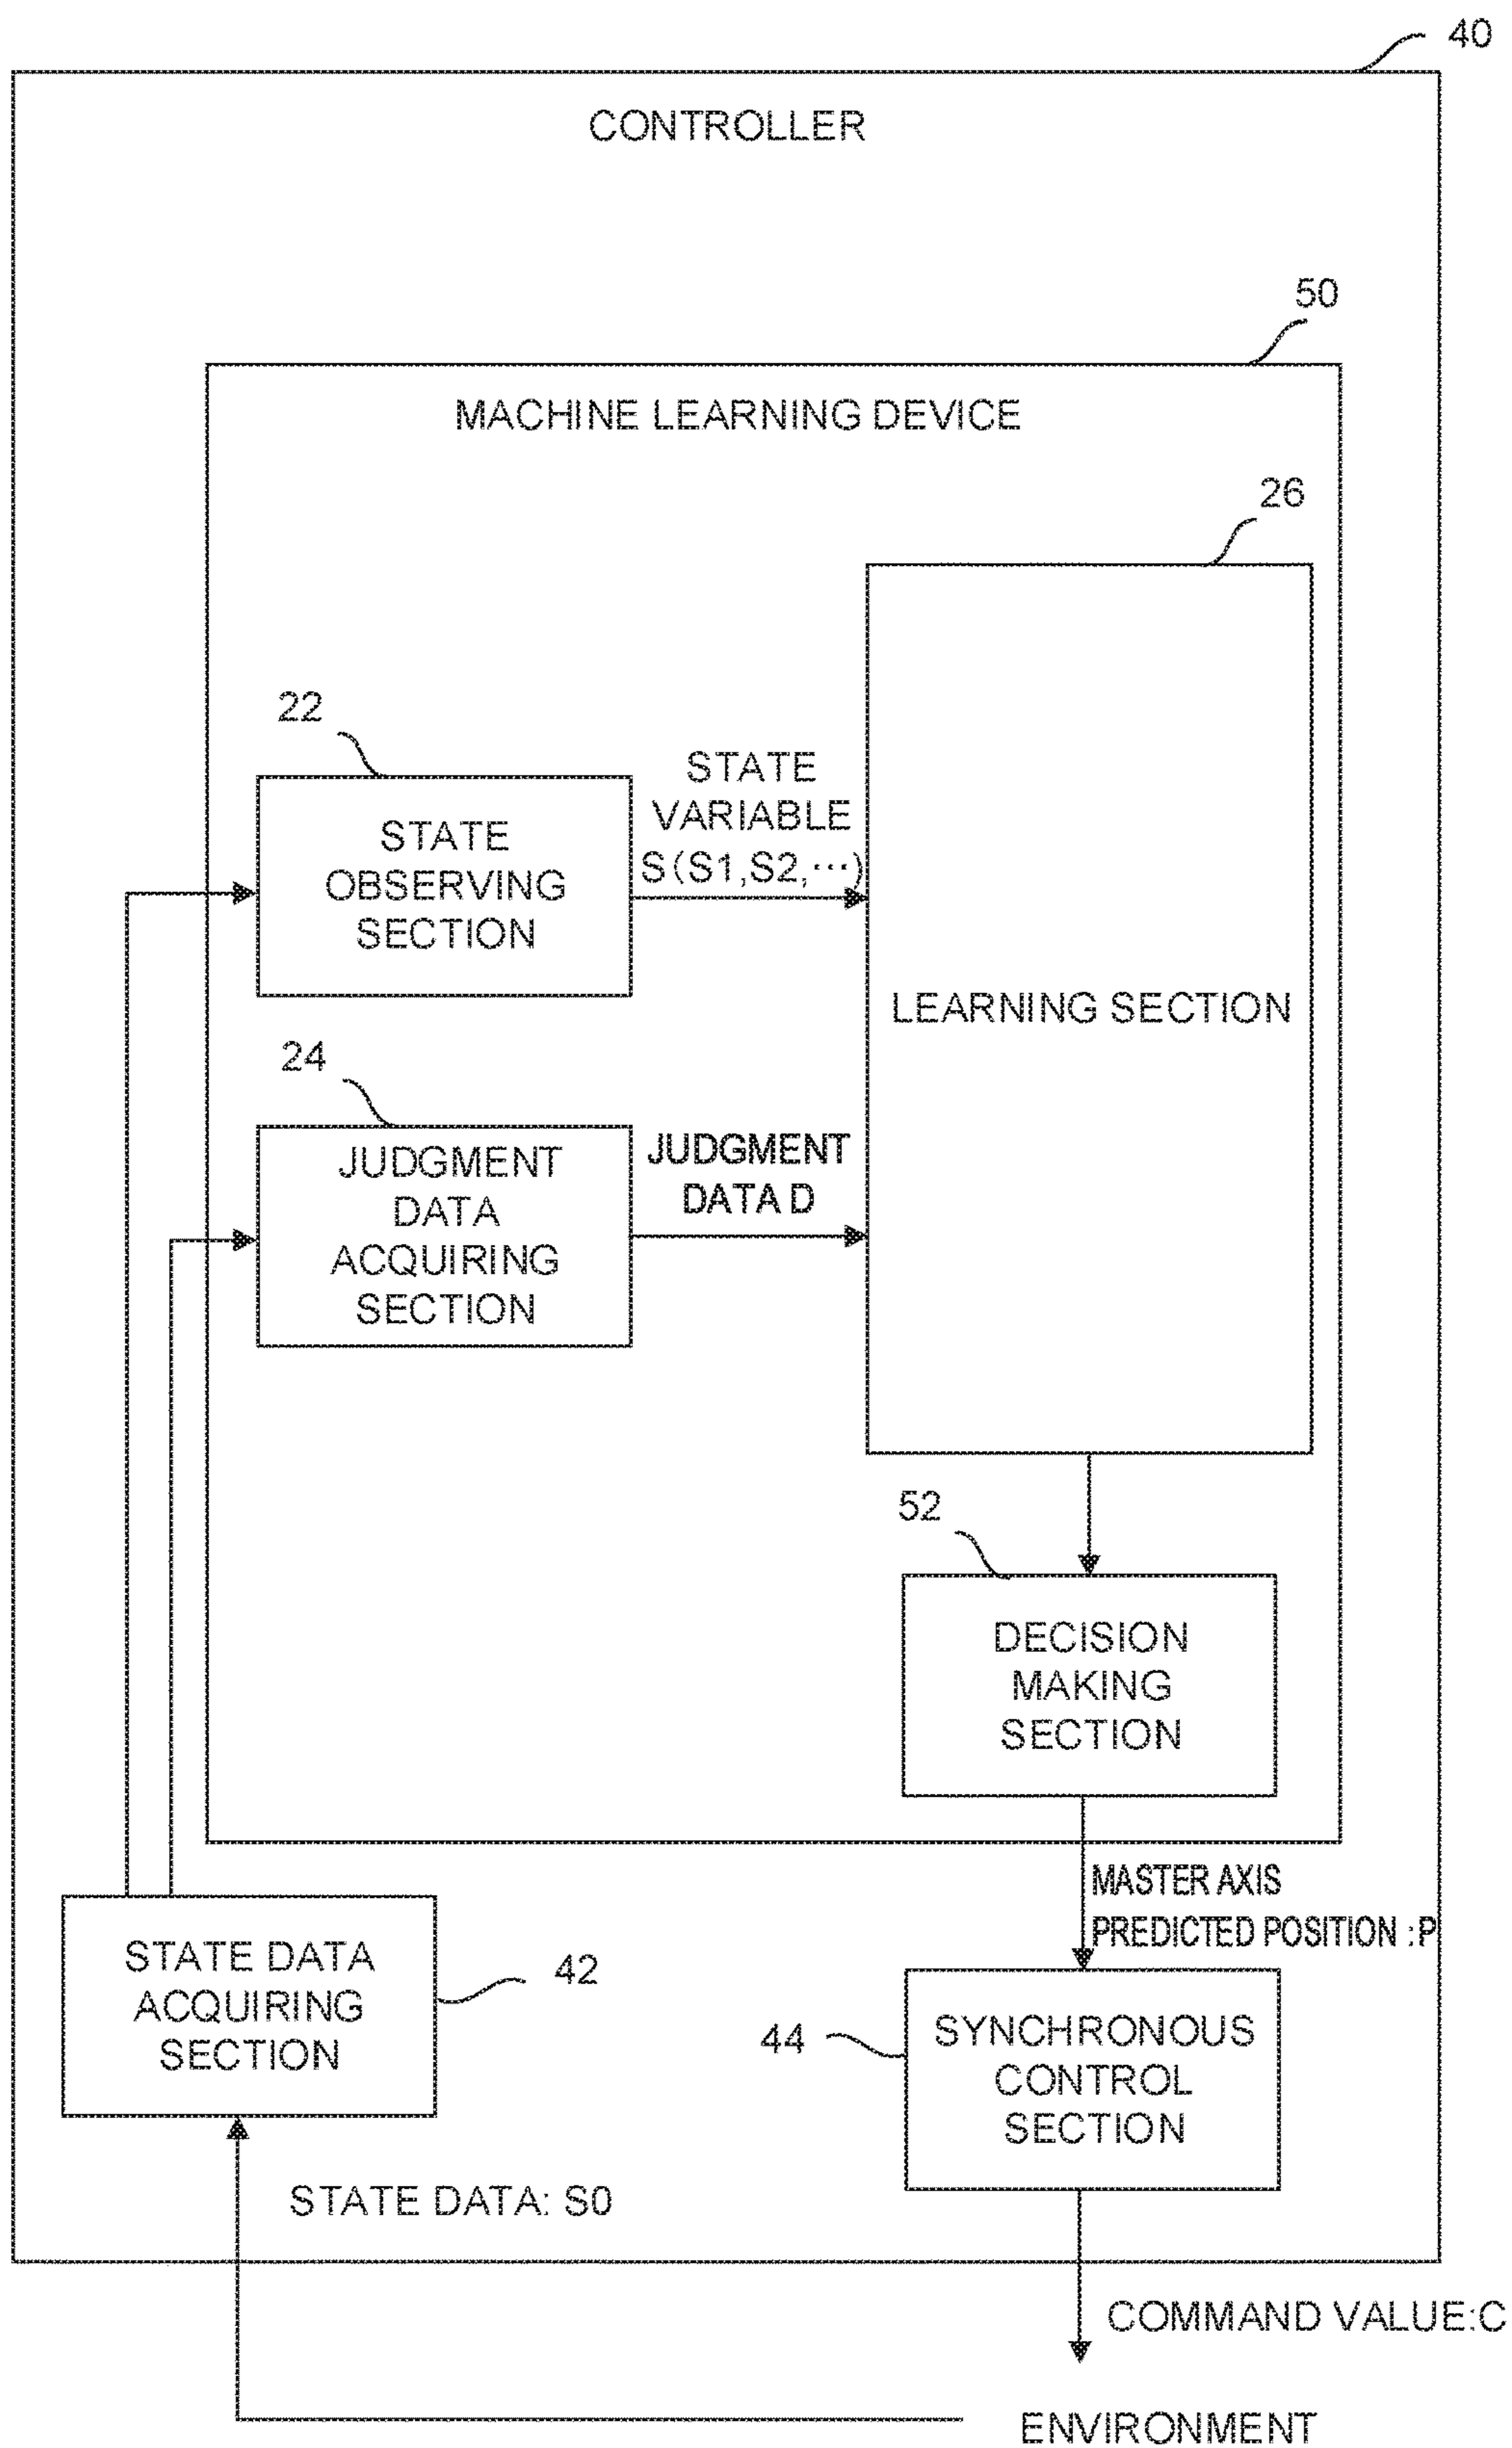 40
CONTROLLER
50
MACHINE LEARNING DEVICE
26
22
STATE
OBSERVING
SECTION
STATE
VARIABLE
S(S1,S2,⋯)
LEARNING SECTION
24
JUDGMENT
DATA
ACQUIRING
SECTION
JUDGMENT
DATA D
52
DECISION
MAKING
SECTION
MASTER AXIS
PREDICTED POSITION :P
STATE DATA
ACQUIRING
SECTION
42
44
SYNCHRONOUS
CONTROL
SECTION
STATE DATA: S0
COMMAND VALUE:C
ENVIRONMENT